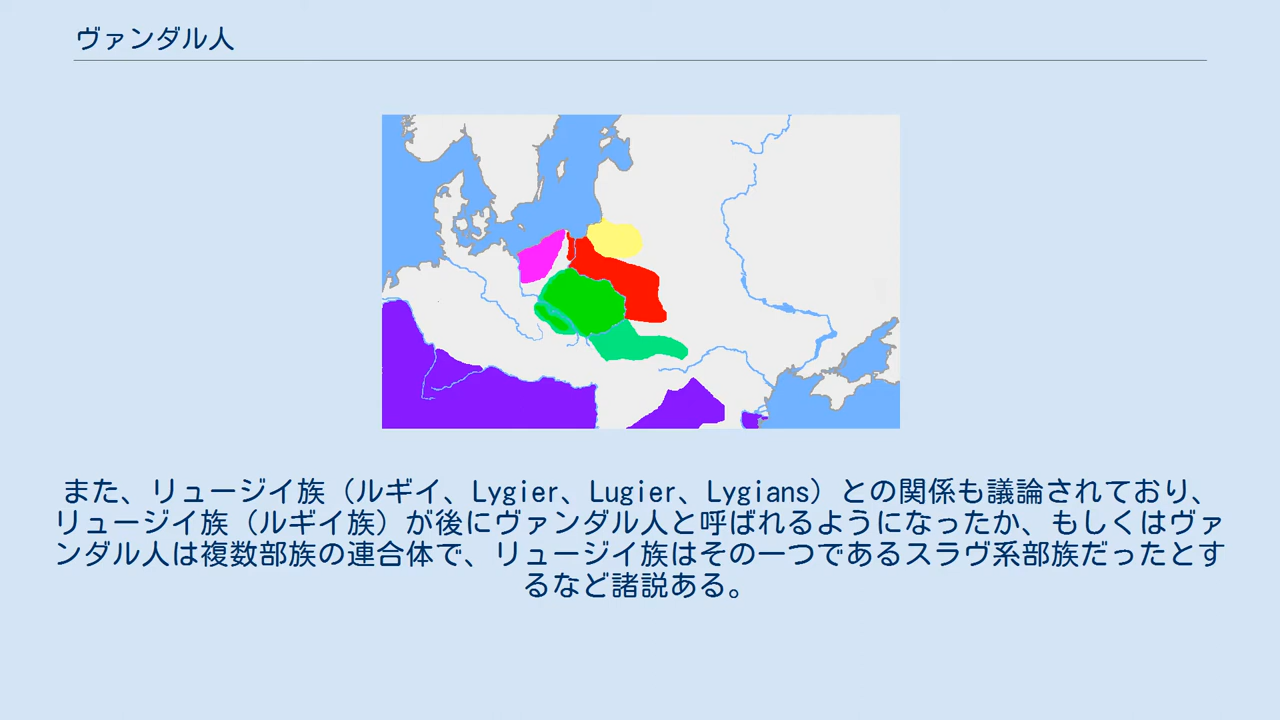 ヴァンダル人
また、リュージイ族（ルギイ、Lygier、Lugier、Lygians）との関係も議論されており、
リュージイ族（ルギイ族）が後にヴァンダル人と呼ばれるようになったか、もしくはヴァ
ンダル人は複数部族の連合体で、リュージイ族はその一つであるスラヴ系部族だったとす
るなど諸説ある。